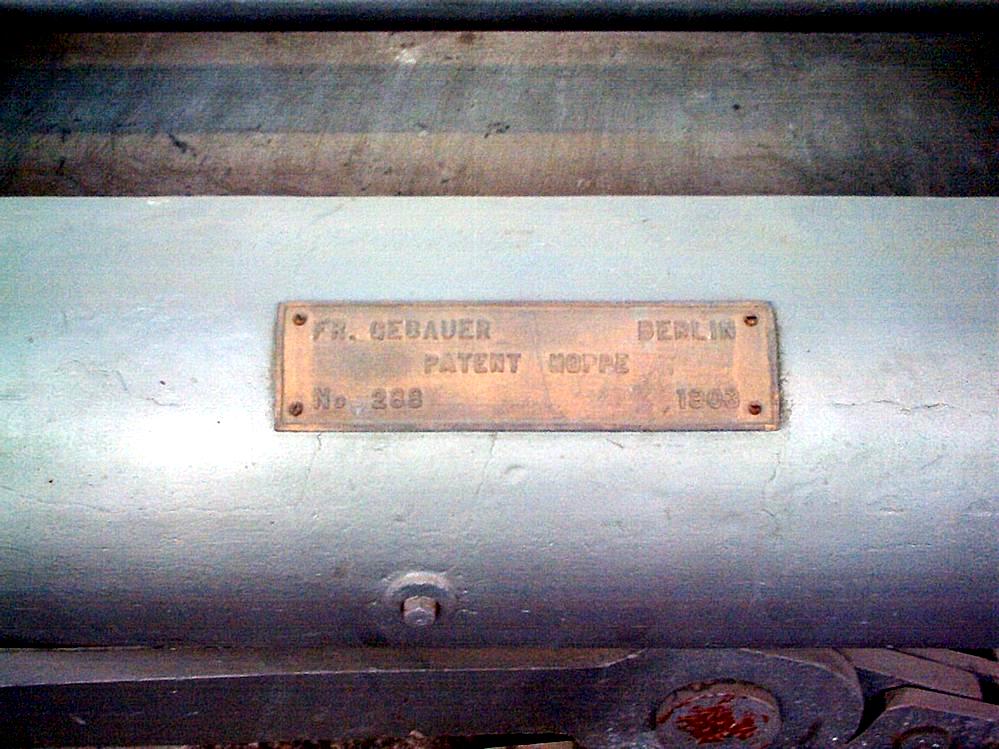 FR. GEBAUER BERLIN
PATENT HOPPE
No 288 1903